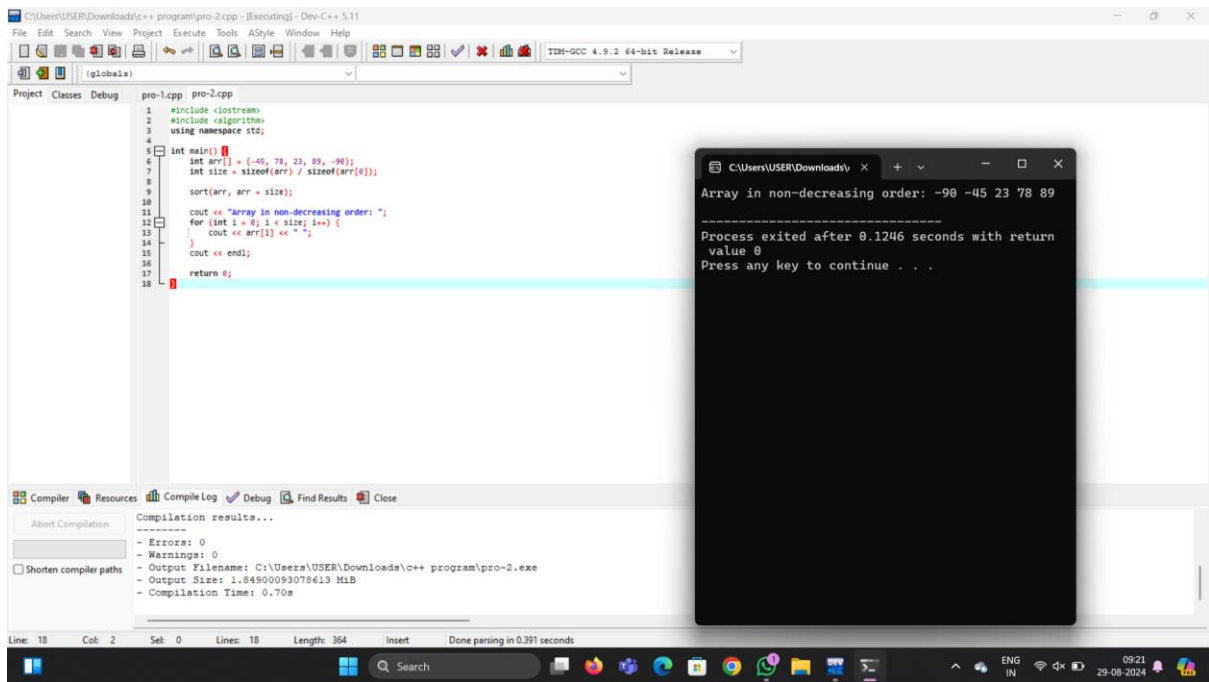 C:\Users\USER\Downloads\c++ program\pro-2.cpp - [Executing] - Dev-C++ 5.11
File Edit Search View Project Execute Tools AStyle Window Help
TDM-GCC 4.9.2 64-bit Release
(globals)
Project Classes Debug pro-1.cpp pro-2.cpp
1 #include <iostream>
2 #include <algorithm>
3 using namespace std;
4
5 int main() {
6 int arr[] = {-45, 78, 23, 89, -90};
7 int size = sizeof(arr) / sizeof(arr[0]);
8
9 sort(arr, arr + size);
10
11 cout << "Array in non-decreasing order: ";
12 for (int i = 0; i < size; i++) {
13 cout << arr[i] << " ";
14 }
15 cout << endl;
16
17 return 0;
18 }
C:\Users\USER\Downloads\
Array in non-decreasing order: -90 -45 23 78 89
--------------------------------
Process exited after 0.1246 seconds with return
value 0
Press any key to continue . . .
Compiler Resources Compile Log Debug Find Results Close
Abort Compilation
Shorten compiler paths
Compilation results...
--------
- Errors: 0
- Warnings: 0
- Output Filename: C:\Users\USER\Downloads\c++ program\pro-2.exe
- Output Size: 1.84900093078613 MiB
- Compilation Time: 0.70s
Line: 18 Col: 2 Sel: 0 Lines: 18 Length: 364 Insert Done parsing in 0.391 seconds
Search
DEV
ENG
IN
09:21
29-08-2024